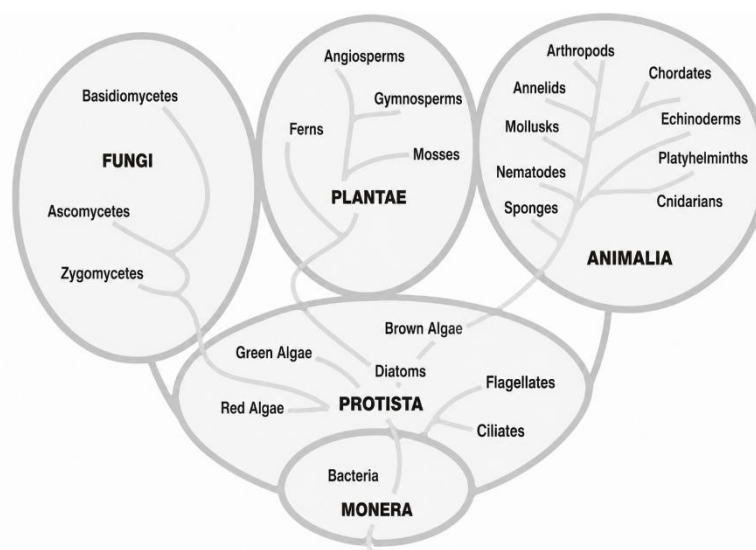 Basidiomycetes
FUNGI
Ascomycetes
Zygomycetes
Angiosperms
Gymnosperms
Ferns
Mosses
PLANTAE
Arthropods
Chordates
Annelids
Echinoderms
Mollusks
Platyhelminths
Nematodes
Cnidarians
Sponges
ANIMALIA
Brown Algae
Green Algae
Diatoms
Flagellates
Red Algae
PROTISTA
Ciliates
Bacteria
MONERA